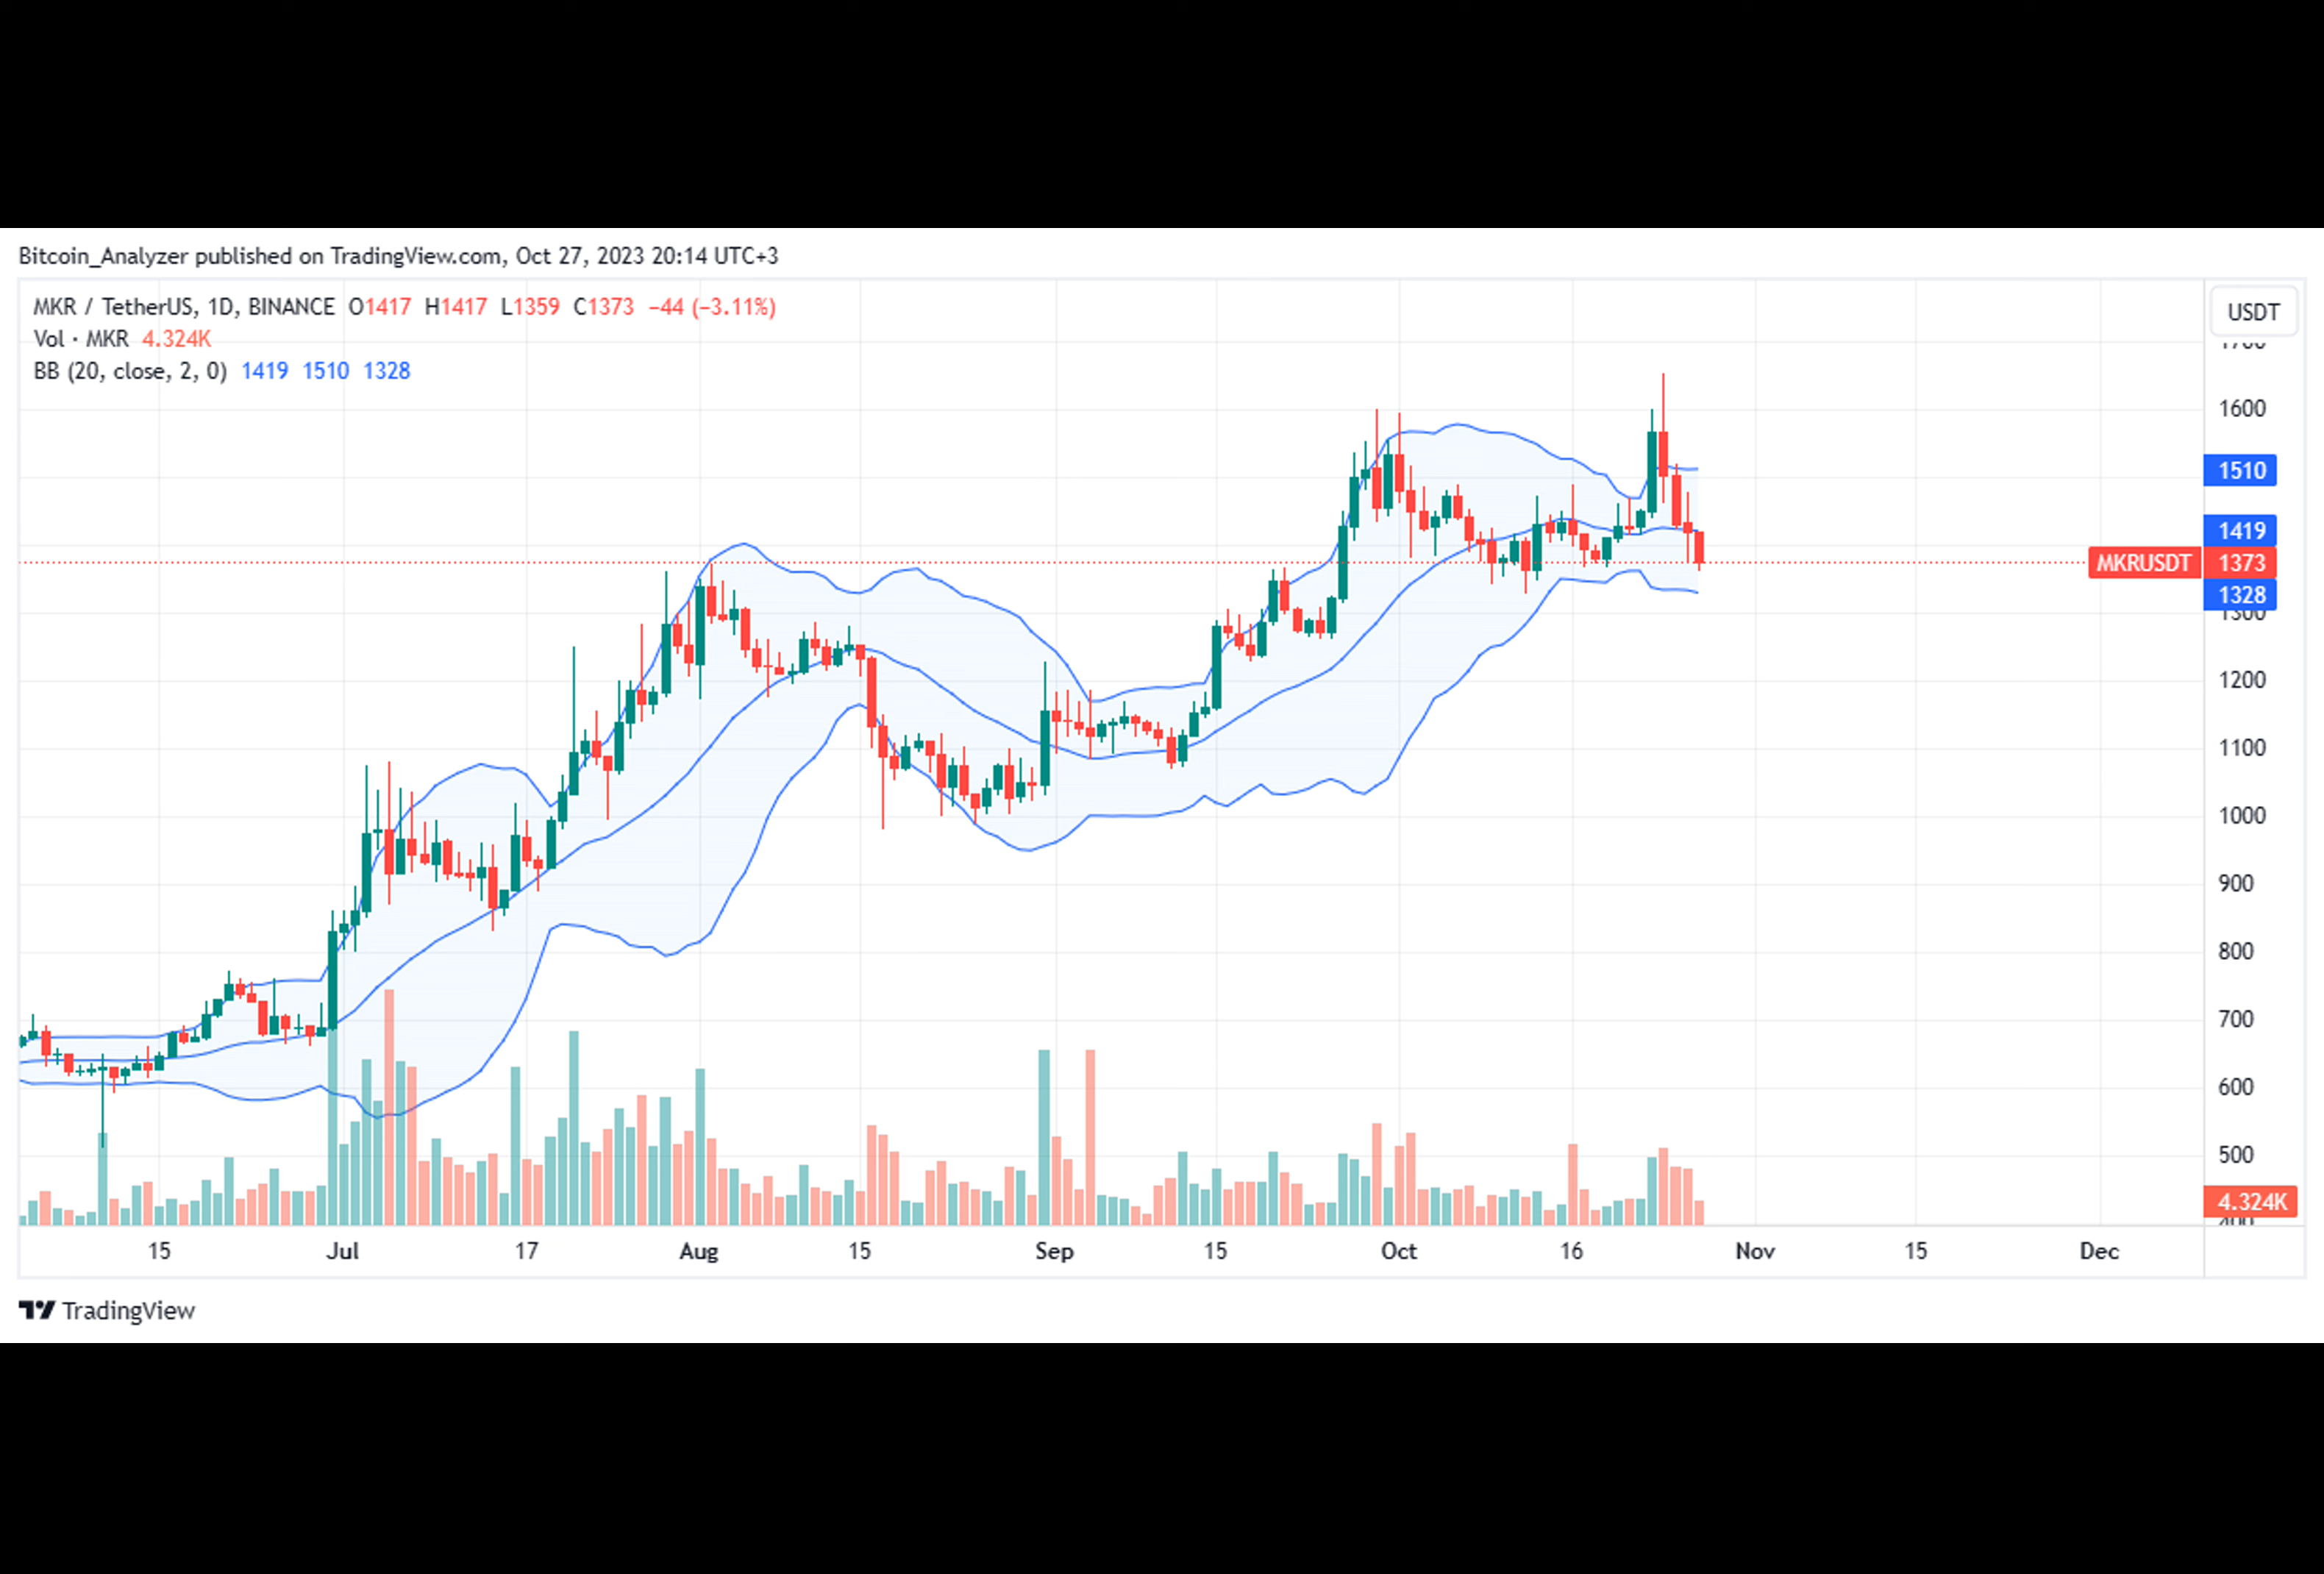 Bitcoin_Analyzer published on TradingView.com, Oct 27, 2023 20:14 UTC+3
MKR / TetherUS, 1D, BINANCE O1417 H1417 L1359 C1373 −44 (−3.11%)
Vol · MKR 4.324K
BB (20, close, 2, 0) 1419 1510 1328
USDT
1600
1510
1419
MKRUSDT 1373
1328
1300
1200
1100
1000
900
800
700
600
500
4.324K
15 Jul 17 Aug 15 Sep 15 Oct 16 Nov 15 Dec
TradingView